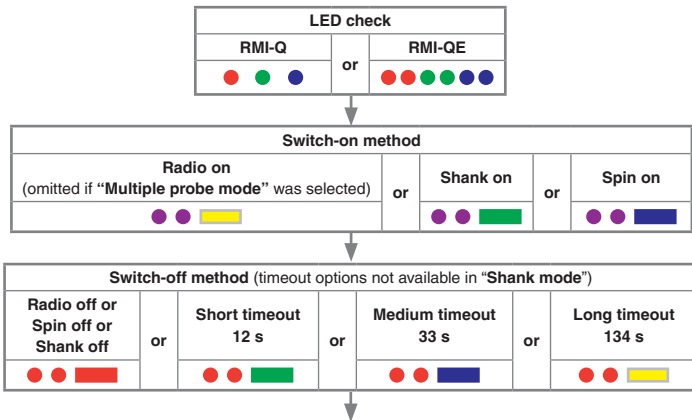 LED check
RMI-Q
or
RMI-QE
Switch-on method
Radio on
(omitted if “Multiple probe mode” was selected)
or
Shank on
or
Spin on
Switch-off method (timeout options not available in “Shank mode”)
Radio off or
Spin off or
Shank off
or
Short timeout
12 s
or
Medium timeout
33 s
or
Long timeout
134 s